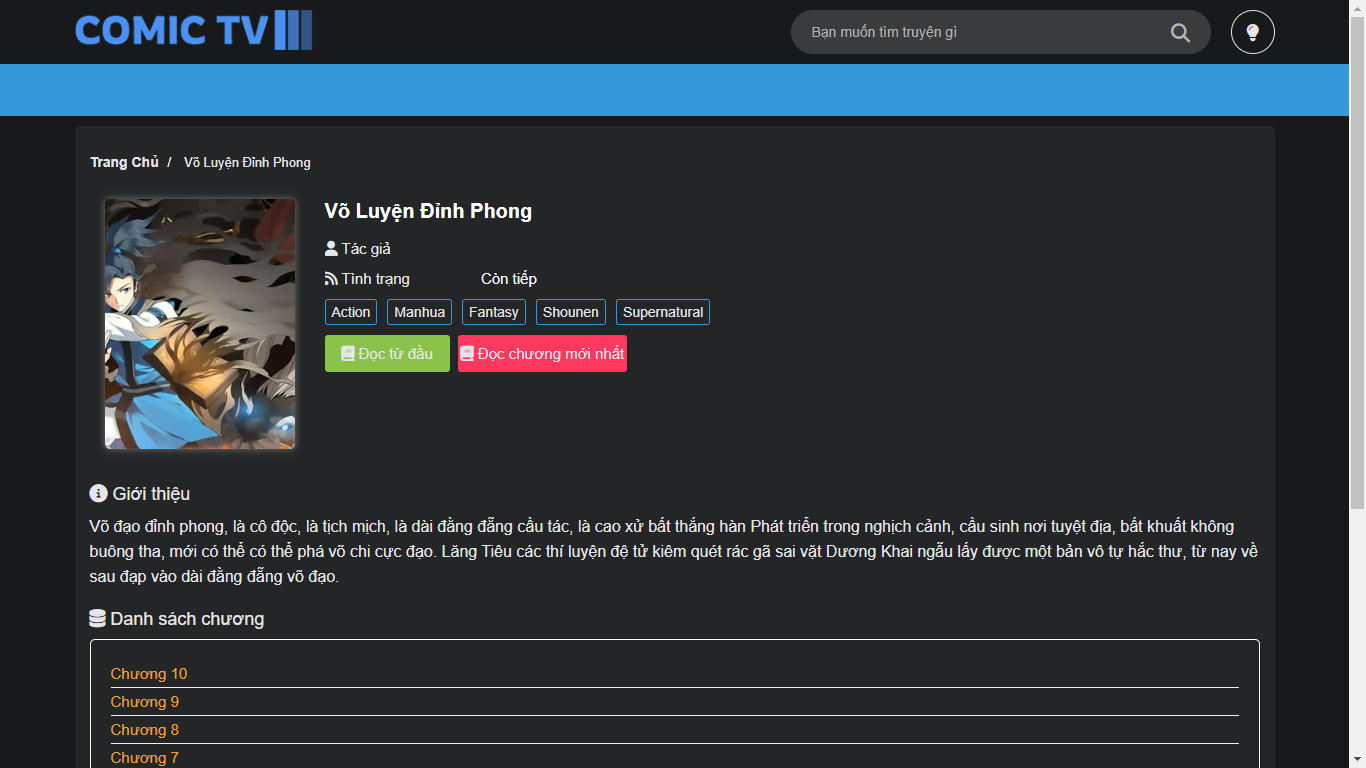 COMIC TV
Bạn muốn tìm truyện gì
Trang Chủ / Võ Luyện Đỉnh Phong
Võ Luyện Đỉnh Phong
Tác giả
Tình trạng Còn tiếp
Action Manhua Fantasy Shounen Supernatural
Đọc từ đầu Đọc chương mới nhất
Giới thiệu
Võ đạo đỉnh phong, là cô độc, là tịch mịch, là dài đằng đẵng cầu tác, là cao xử bất thắng hàn Phát triển trong nghịch cảnh, cầu sinh nơi tuyệt địa, bất khuất không
buông tha, mới có thể có thể phá võ chi cực đạo. Lăng Tiêu các thí luyện đệ tử kiêm quét rác gã sai vặt Dương Khai ngẫu lấy được một bản vô tự hắc thư, từ nay về
sau đạp vào dài đằng đẵng võ đạo.
Danh sách chương
Chương 10
Chương 9
Chương 8
Chương 7